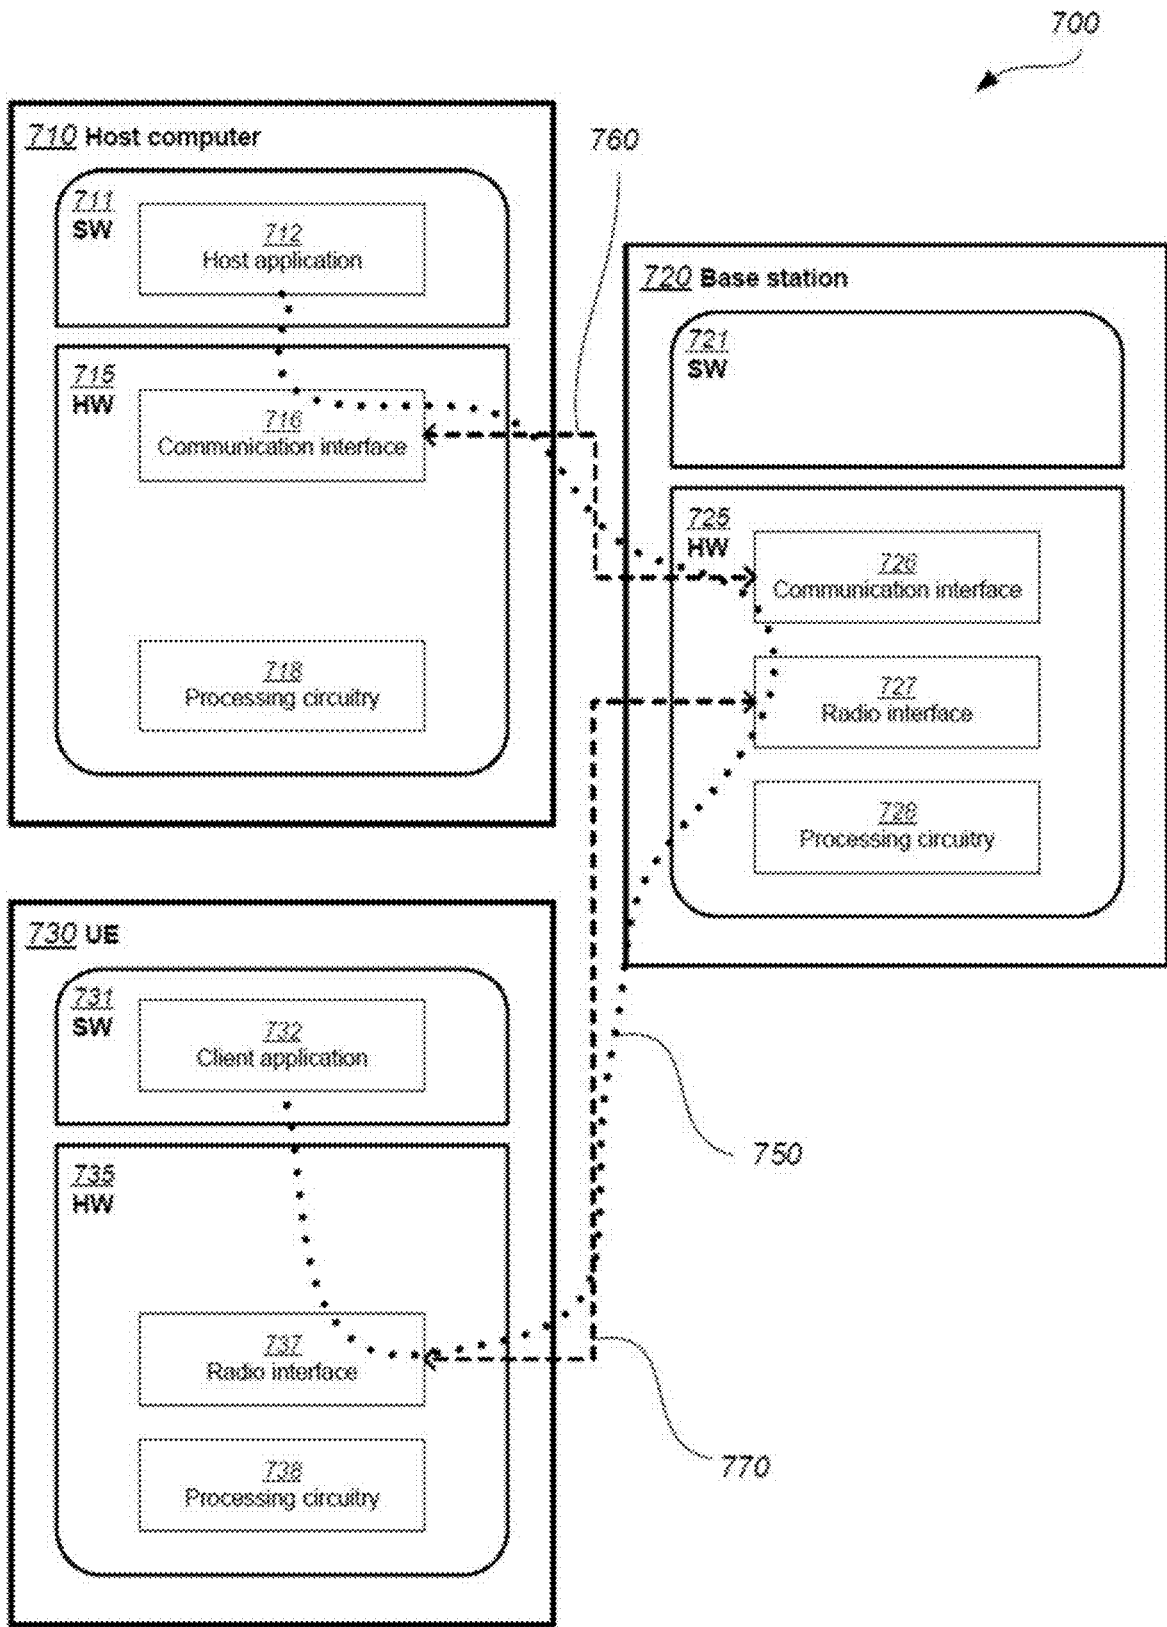 700
710 Host computer
711
SW
712
Host application
715
HW
716
Communication interface
718
Processing circuitry
760
720 Base station
721
SW
725
HW
726
Communication interface
727
Radio interface
728
Processing circuitry
730 UE
731
SW
732
Client application
735
HW
737
Radio interface
738
Processing circuitry
750
770